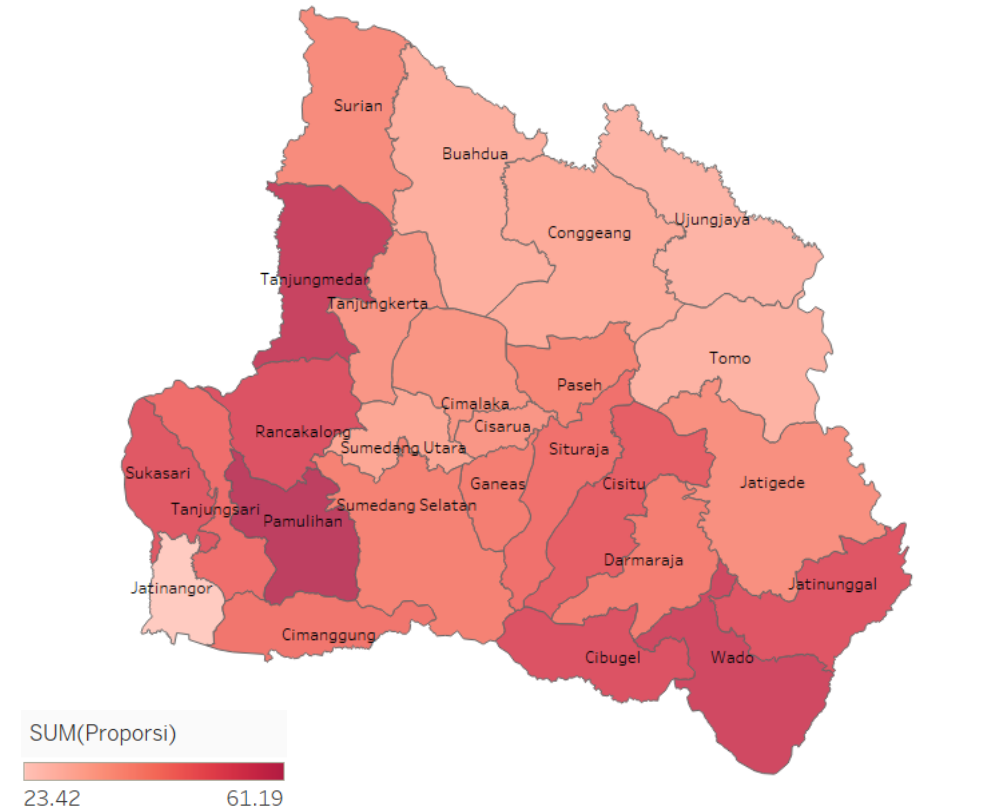 Surian
Buahdua
Ujungjaya
Conggeang
Tanjungmedar
Tanjungkerta
Tomo
Paseh
Cimalaka
Cisarua
Rancakalong
Sumedang Utara
Situraja
Sukasari
Ganeas
Cisitu
Jatigede
Tanjungsari
Sumedang Selatan
Pamulihan
Darmaraja
Jatinunggal
Jatinangor
Cimanggung
Cibugel
Wado
SUM(Proporsi)
23.42 61.19